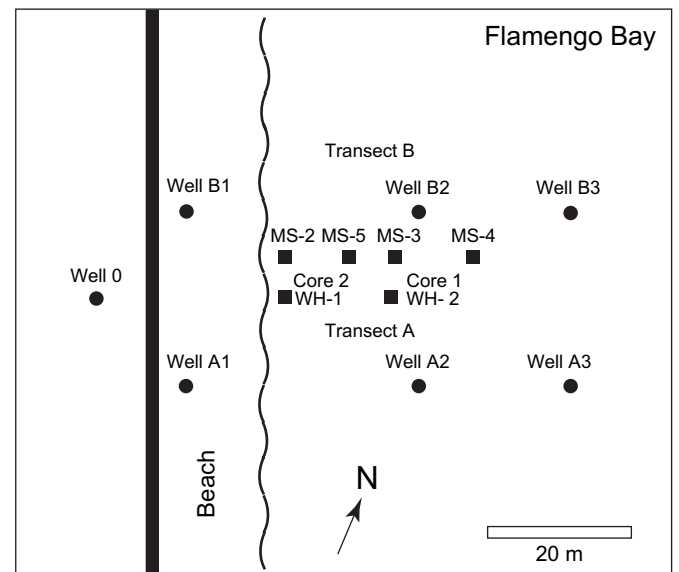 Flamengo Bay
Transect B
Well B1
Well B2
Well B3
MS-2 MS-5 MS-3 MS-4
Well 0
Core 2
WH-1
Core 1
WH- 2
Transect A
Well A1
Well A2
Well A3
Beach
N
20 m